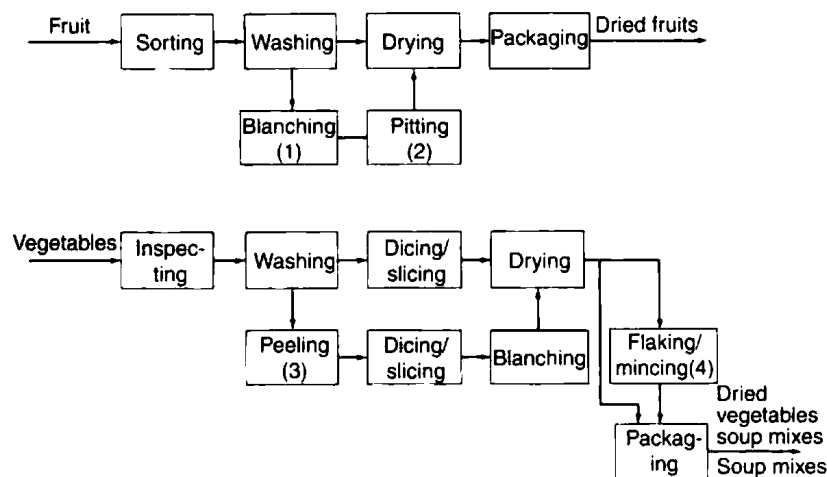 Fruit
Sorting
Washing
Drying
Packaging
Dried fruits
Blanching
(1)
Pitting
(2)
Vegetables
Inspec-
ting
Washing
Dicing/
slicing
Drying
Peeling
(3)
Dicing/
slicing
Blanching
Flaking/
mincing(4)
Dried
vegetables
soup mixes
Packag-
ing
Soup mixes